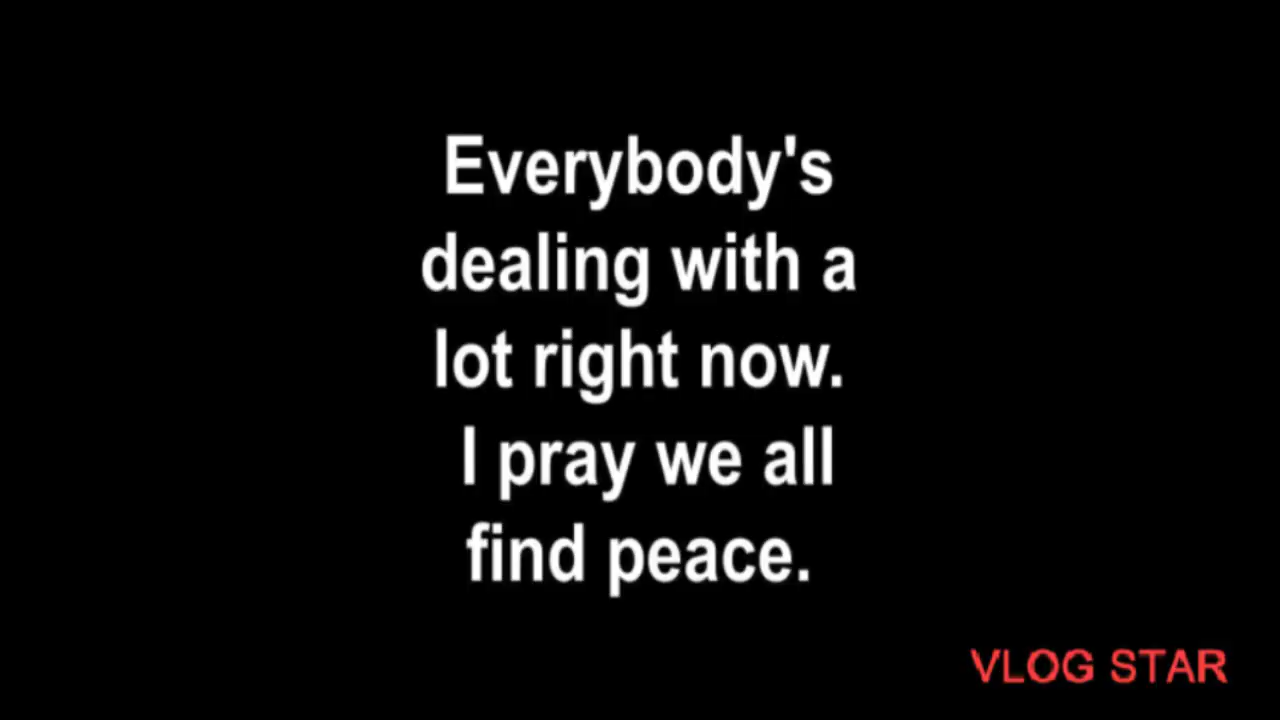 Everybody's
dealing with a
lot right now.
I pray we all
find peace.
VLOG STAR